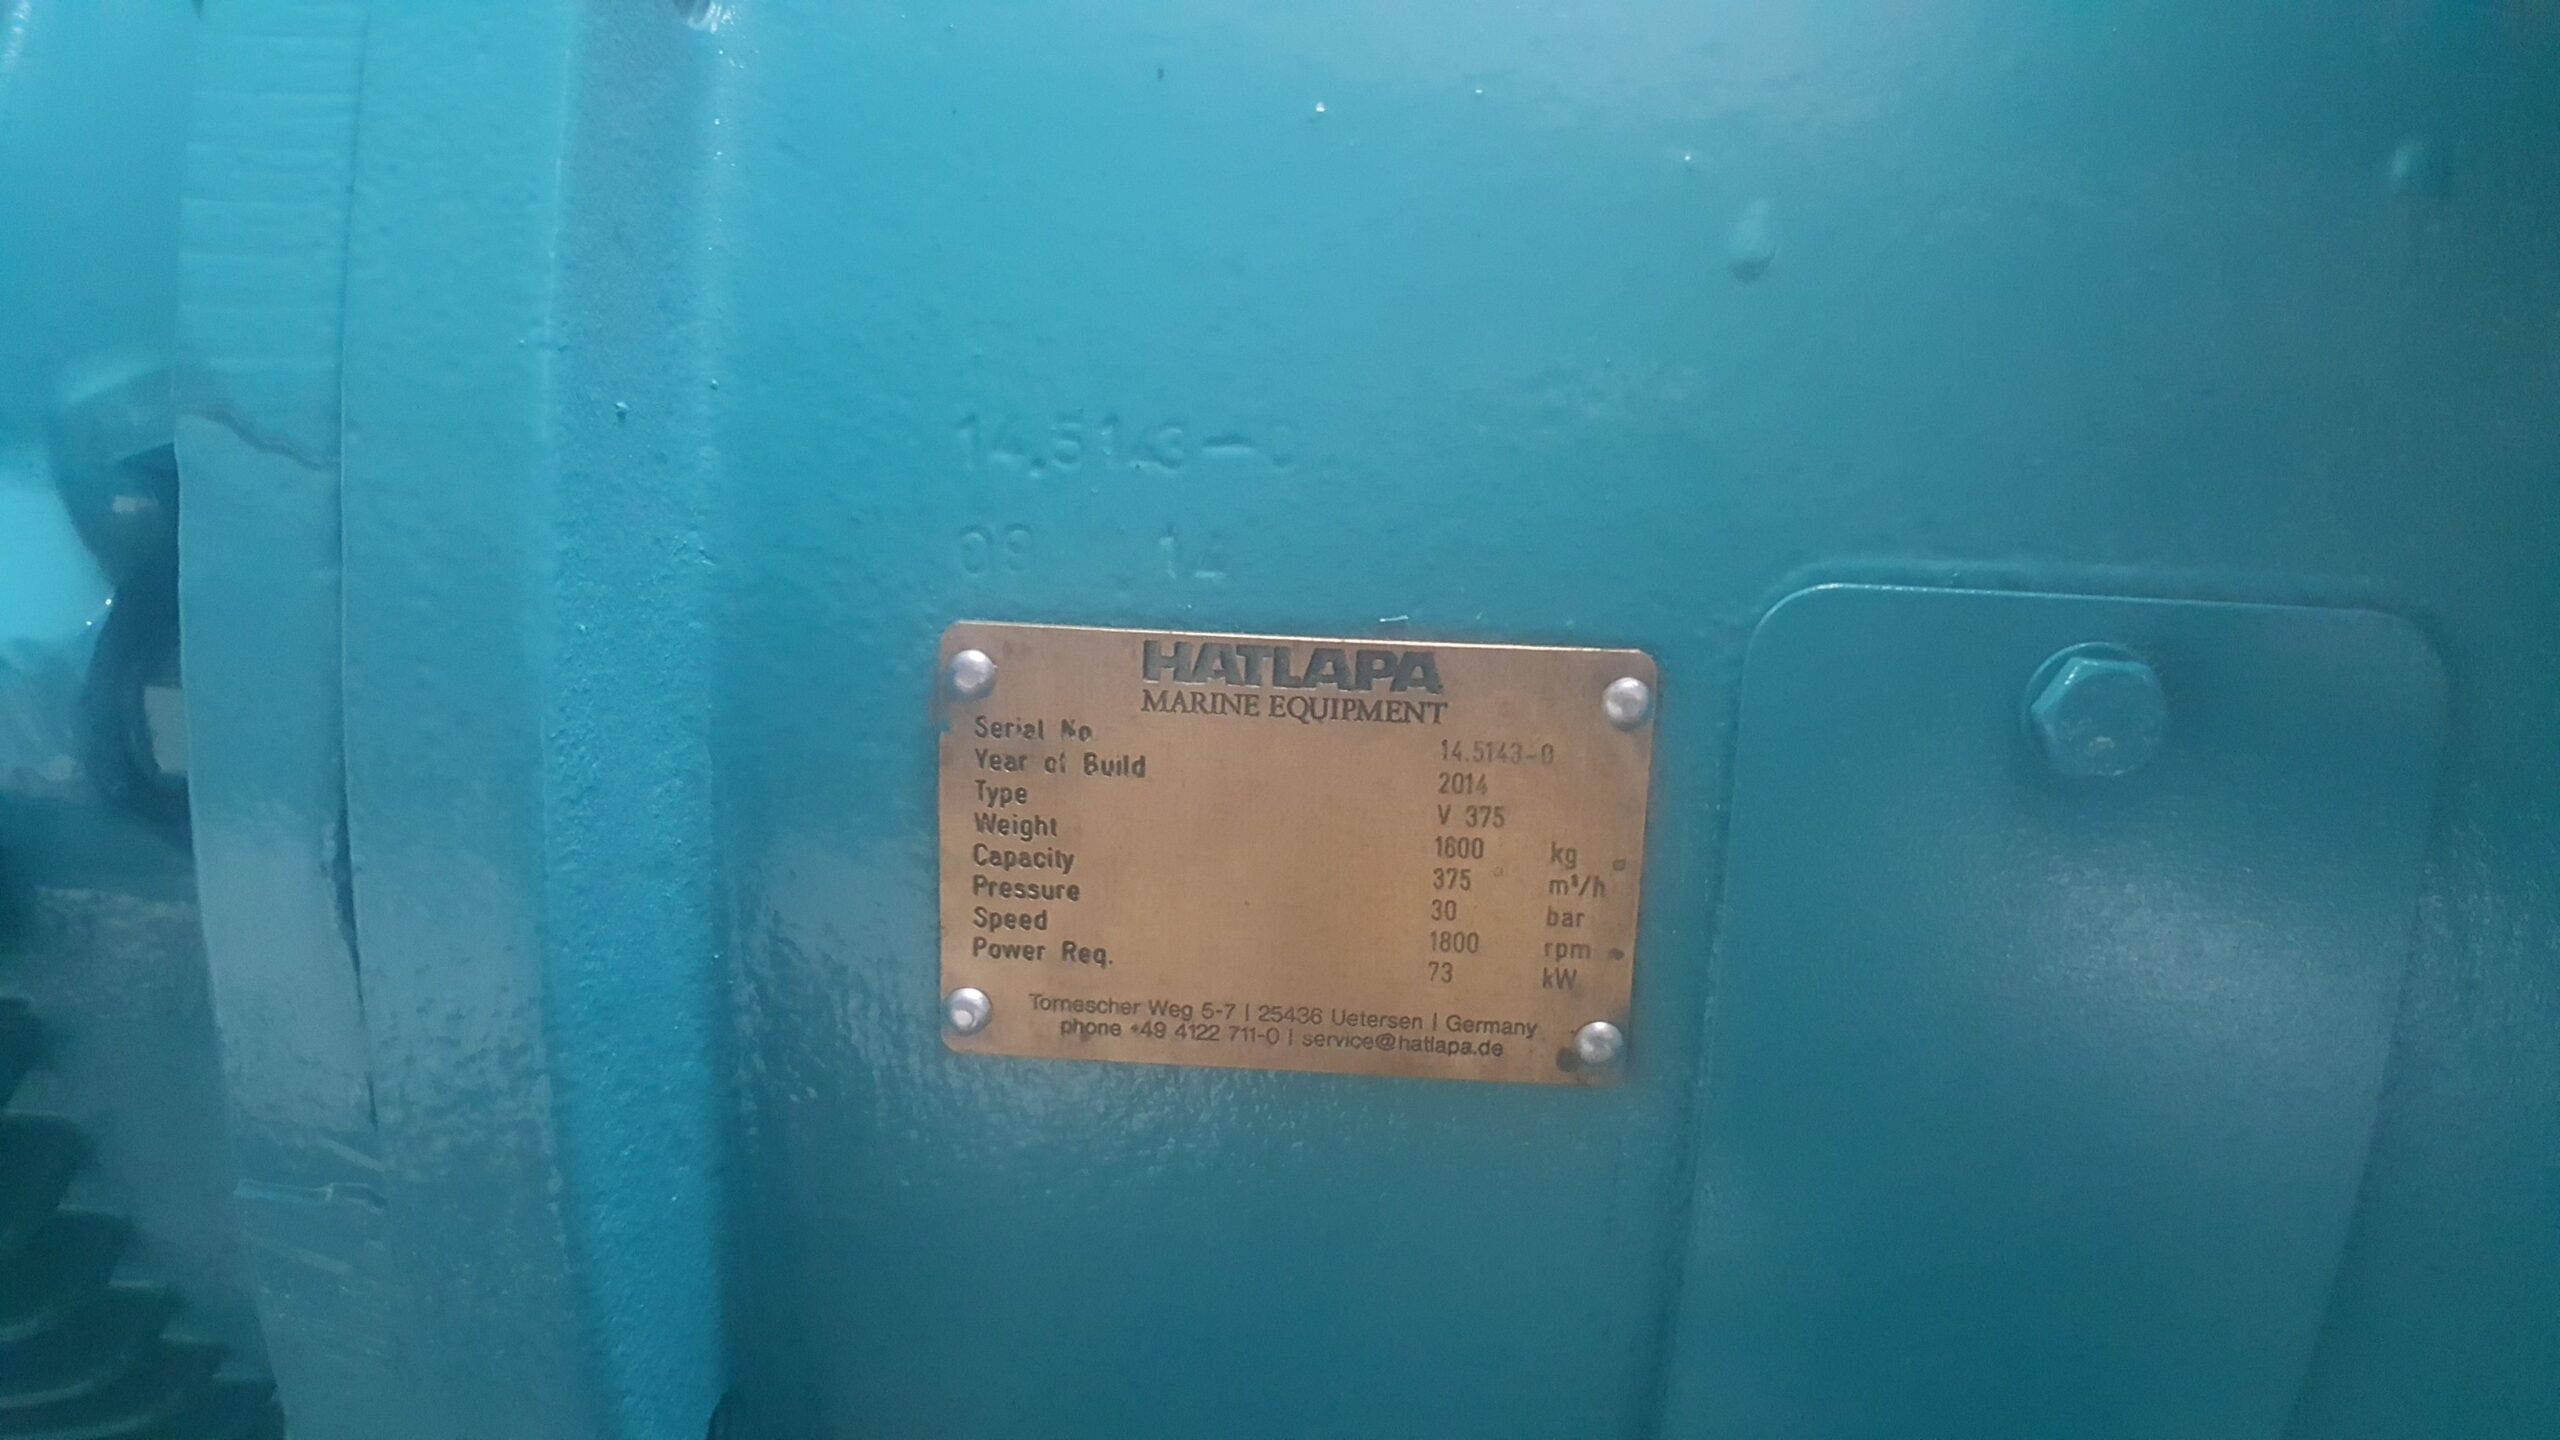 14.5143-0
09 14
HATLAPA
MARINE EQUIPMENT
Serial No 14.5143-0
Year of Build 2014
Type V 375
Weight 1600 kg
Capacity 375 m³/h
Pressure 30 bar
Speed 1800 rpm
Power Req. 73 kW
Tornescher Weg 5-7 | 25436 Uetersen | Germany
phone +49 4122 711-0 | service@hatlapa.de